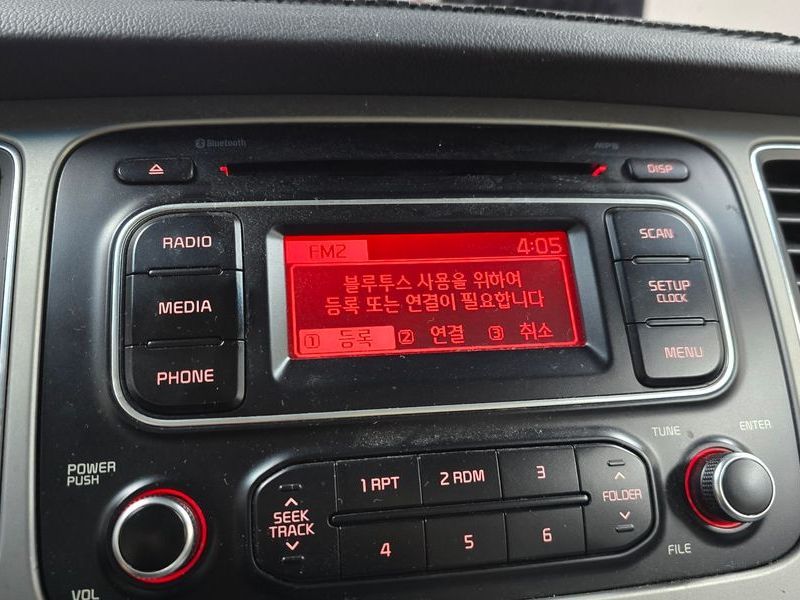 Bluetooth
MP3
DISP
RADIO
MEDIA
PHONE
FM2 4:05
블루투스 사용을 위하여
등록 또는 연결이 필요합니다
1 등록 2 연결 3 취소
SCAN
SETUP
CLOCK
MENU
POWER
PUSH
VOL
SEEK
TRACK
1 RPT 2 RDM 3
4 5 6
FOLDER
TUNE
ENTER
FILE